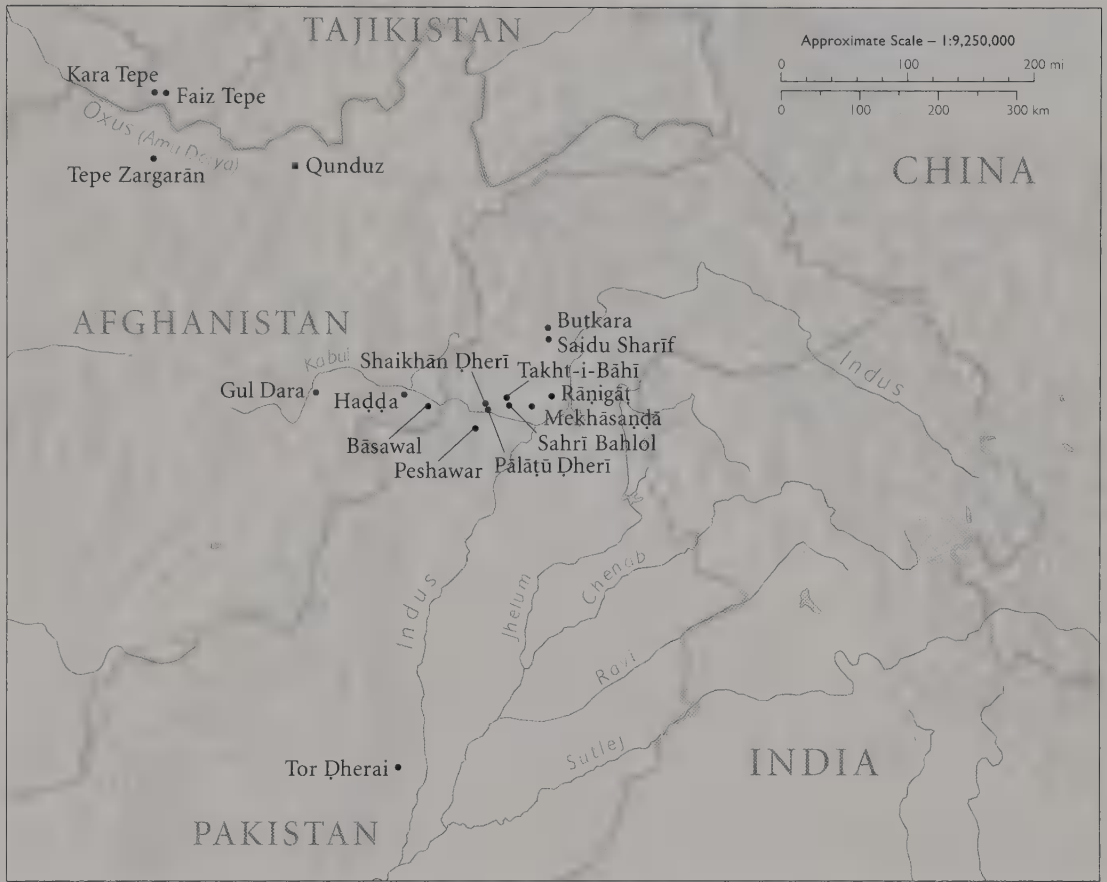 TAJIKISTAN
Approximate Scale – 1:9,250,000
0 100 200 mi
0 100 200 300 km
Kara Tepe
Faiz Tepe
Oxus (Amu Darya)
Tepe Zargarān
Qunduz
CHINA
AFGHANISTAN
Buṭkara
Saidu Sharīf
Kabul
Shaikhān Ḍherī
Takht-i-Bāhī
Indus
Gul Dara
Haḍḍa
Rāṇigāṭ
Mekhāsaṇḍā
Bāsawal
Sahrī Bahlol
Peshawar
Pālāṭū Ḍherī
Indus
Jhelum
Chenab
Ravi
Sutlej
Tor Ḍherai
INDIA
PAKISTAN